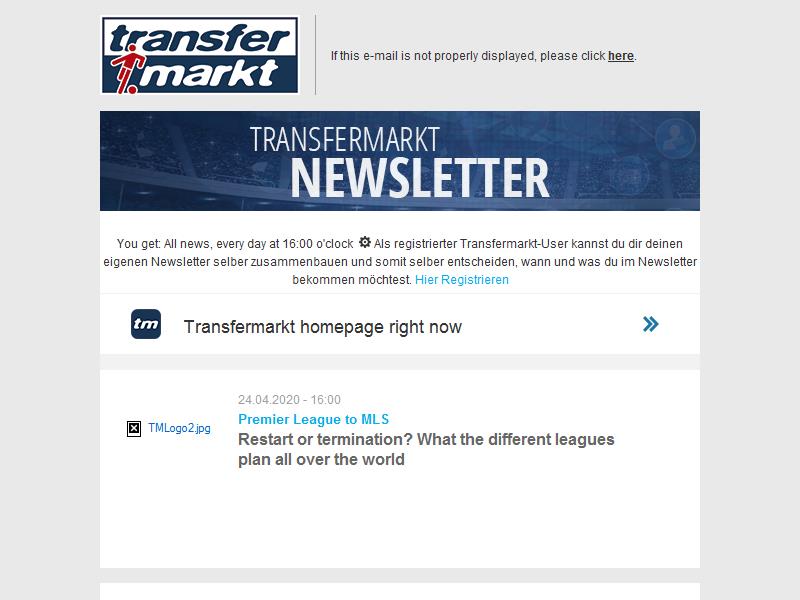 transfer
markt
If this e-mail is not properly displayed, please click here.
TRANSFERMARKT
NEWSLETTER
You get: All news, every day at 16:00 o'clock Als registrierter Transfermarkt-User kannst du dir deinen
eigenen Newsletter selber zusammenbauen und somit selber entscheiden, wann und was du im Newsletter
bekommen möchtest. Hier Registrieren
tm
Transfermarkt homepage right now
24.04.2020 - 16:00
Premier League to MLS
TMLogo2.jpg
Restart or termination? What the different leagues
plan all over the world